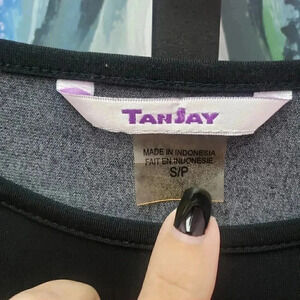 TANJAY
MADE IN INDONESIA
FAIT EN INDONESIE
S/P